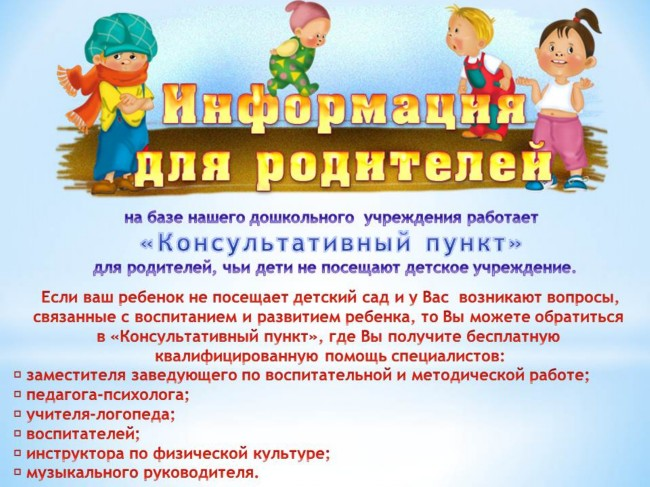 Информация
для родителей
на базе нашего дошкольного учреждения работает
«Консультативный пункт»
для родителей, чьи дети не посещают детское учреждение.
Если ваш ребенок не посещает детский сад и у Вас возникают вопросы,
связанные с воспитанием и развитием ребенка, то Вы можете обратиться
в «Консультативный пункт», где Вы получите бесплатную
квалифицированную помощь специалистов:
заместителя заведующего по воспитательной и методической работе;
педагога-психолога;
учителя-логопеда;
воспитателей;
инструктора по физической культуре;
музыкального руководителя.